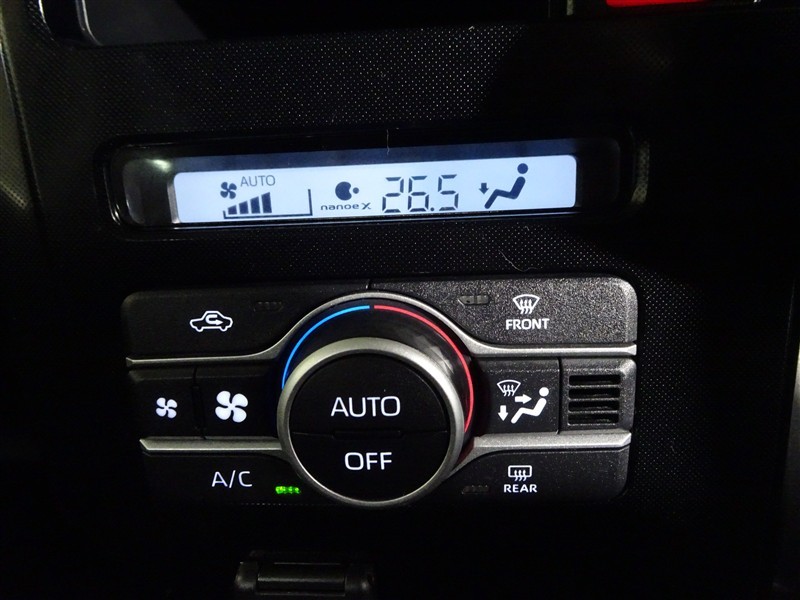 AUTO
nanoe X
26.5
FRONT
AUTO
OFF
A/C
REAR